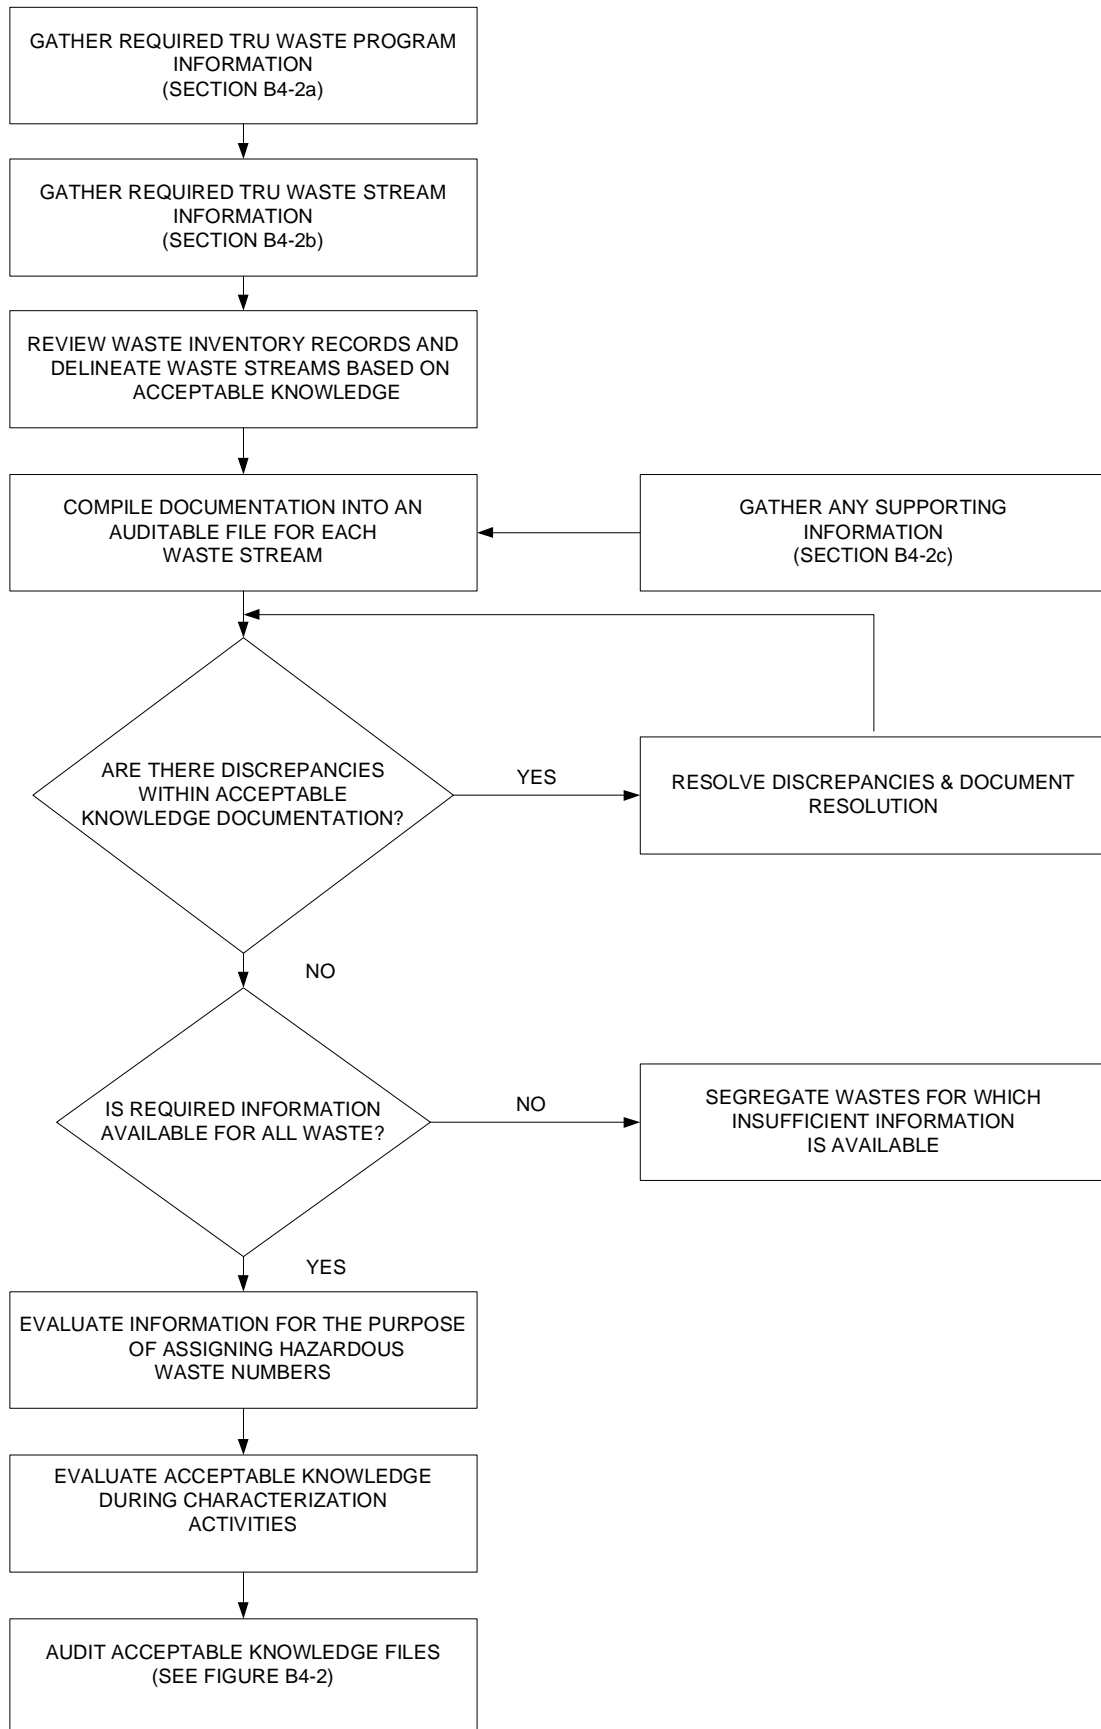 GATHER REQUIRED TRU WASTE PROGRAM
INFORMATION
(SECTION B4-2a)
GATHER REQUIRED TRU WASTE STREAM
INFORMATION
(SECTION B4-2b)
REVIEW WASTE INVENTORY RECORDS AND
DELINEATE WASTE STREAMS BASED ON
ACCEPTABLE KNOWLEDGE
COMPILE DOCUMENTATION INTO AN
AUDITABLE FILE FOR EACH
WASTE STREAM
GATHER ANY SUPPORTING
INFORMATION
(SECTION B4-2c)
ARE THERE DISCREPANCIES
WITHIN ACCEPTABLE
KNOWLEDGE DOCUMENTATION?
YES
RESOLVE DISCREPANCIES & DOCUMENT
RESOLUTION
NO
IS REQUIRED INFORMATION
AVAILABLE FOR ALL WASTE?
NO
SEGREGATE WASTES FOR WHICH
INSUFFICIENT INFORMATION
IS AVAILABLE
YES
EVALUATE INFORMATION FOR THE PURPOSE
OF ASSIGNING HAZARDOUS
WASTE NUMBERS
EVALUATE ACCEPTABLE KNOWLEDGE
DURING CHARACTERIZATION
ACTIVITIES
AUDIT ACCEPTABLE KNOWLEDGE FILES
(SEE FIGURE B4-2)